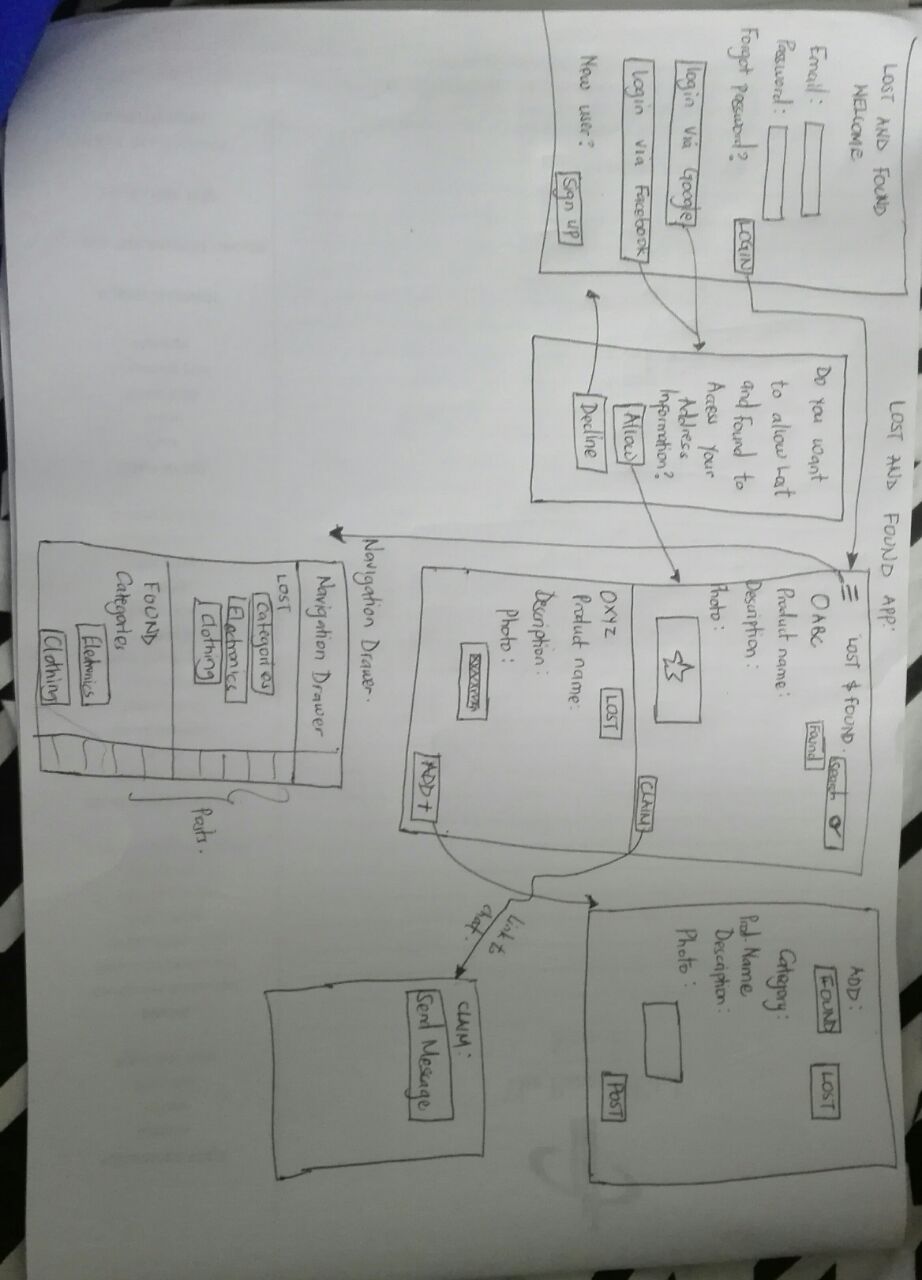 LOST AND FOUND APP:
LOST AND FOUND
WELCOME
Email:
Password:
Forgot Password?
LOGIN
Login via Google
Login via Facebook
New user?
Sign up
Do you want
to allow Lost
and Found to
Access Your
Address
Information?
Allow
Decline
LOST & FOUND.
Search
OABC
Found
Product name:
Description:
Photo:
CLAIM
OXYZ
LOST
Product name:
Description:
Photo:
ADD +
ADD:
FOUND
LOST
Category:
Prod. Name
Description:
Photo:
POST
Link to
chat.
CLAIM:
Send Message
Navigation Drawer.
Navigation Drawer
LOST
Categories
Electronics
Clothing
FOUND
Categories
Electronics
Clothing
Posts.